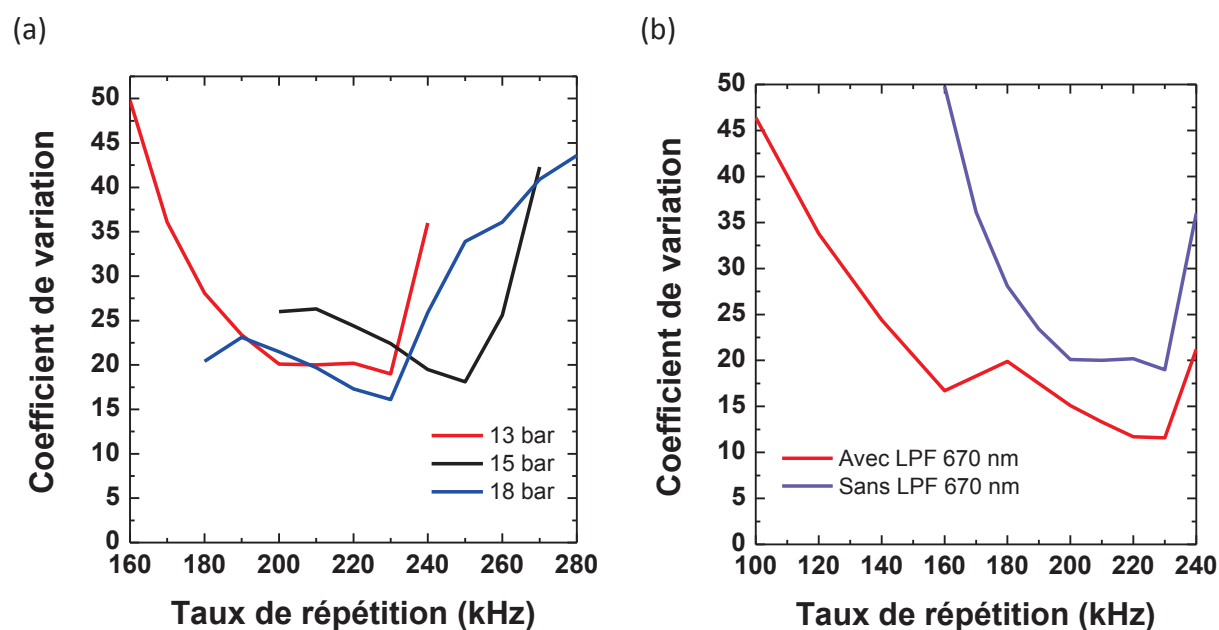 (a)
50
45
40
35
30
25
20
15
10
5
0
160 180 200 220 240 260 280
Coefficient de variation
Taux de répétition (kHz)
13 bar
15 bar
18 bar
(b)
50
45
40
35
30
25
20
15
10
5
0
100 120 140 160 180 200 220 240
Coefficient de variation
Taux de répétition (kHz)
Avec LPF 670 nm
Sans LPF 670 nm